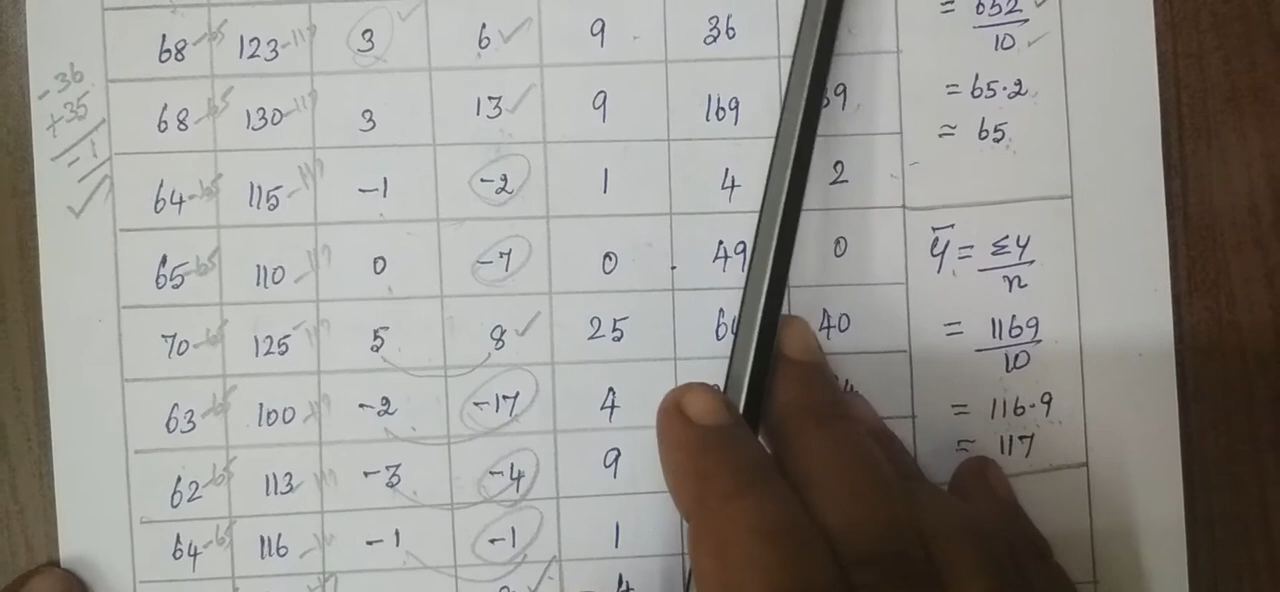 68-65 123-117 3 6 9 36
68-65 130-117 3 13 9 169 39
64-65 115-117 -1 -2 1 4 2
65-65 110-117 0 -7 0 49 0
70-65 125-117 5 8 25 64 40
63-65 100-117 -2 -17 4
62-65 113 -3 -4 9
64-65 116 -1 -1 1
4
-36
+35
-1
= 652
10
= 65.2
≈ 65
ȳ = Σy
n
= 1169
10
= 116.9
≈ 117